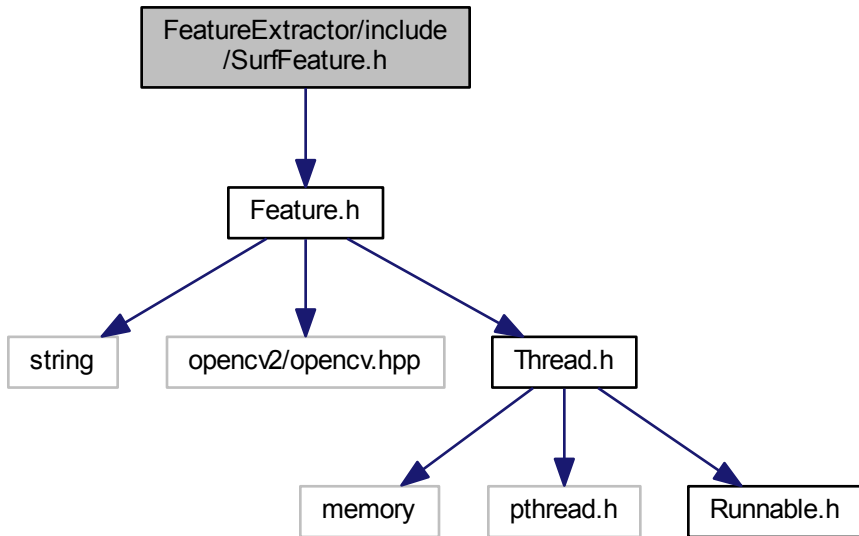 FeatureExtractor/include
/SurfFeature.h
Feature.h
string
opencv2/opencv.hpp
Thread.h
memory
pthread.h
Runnable.h